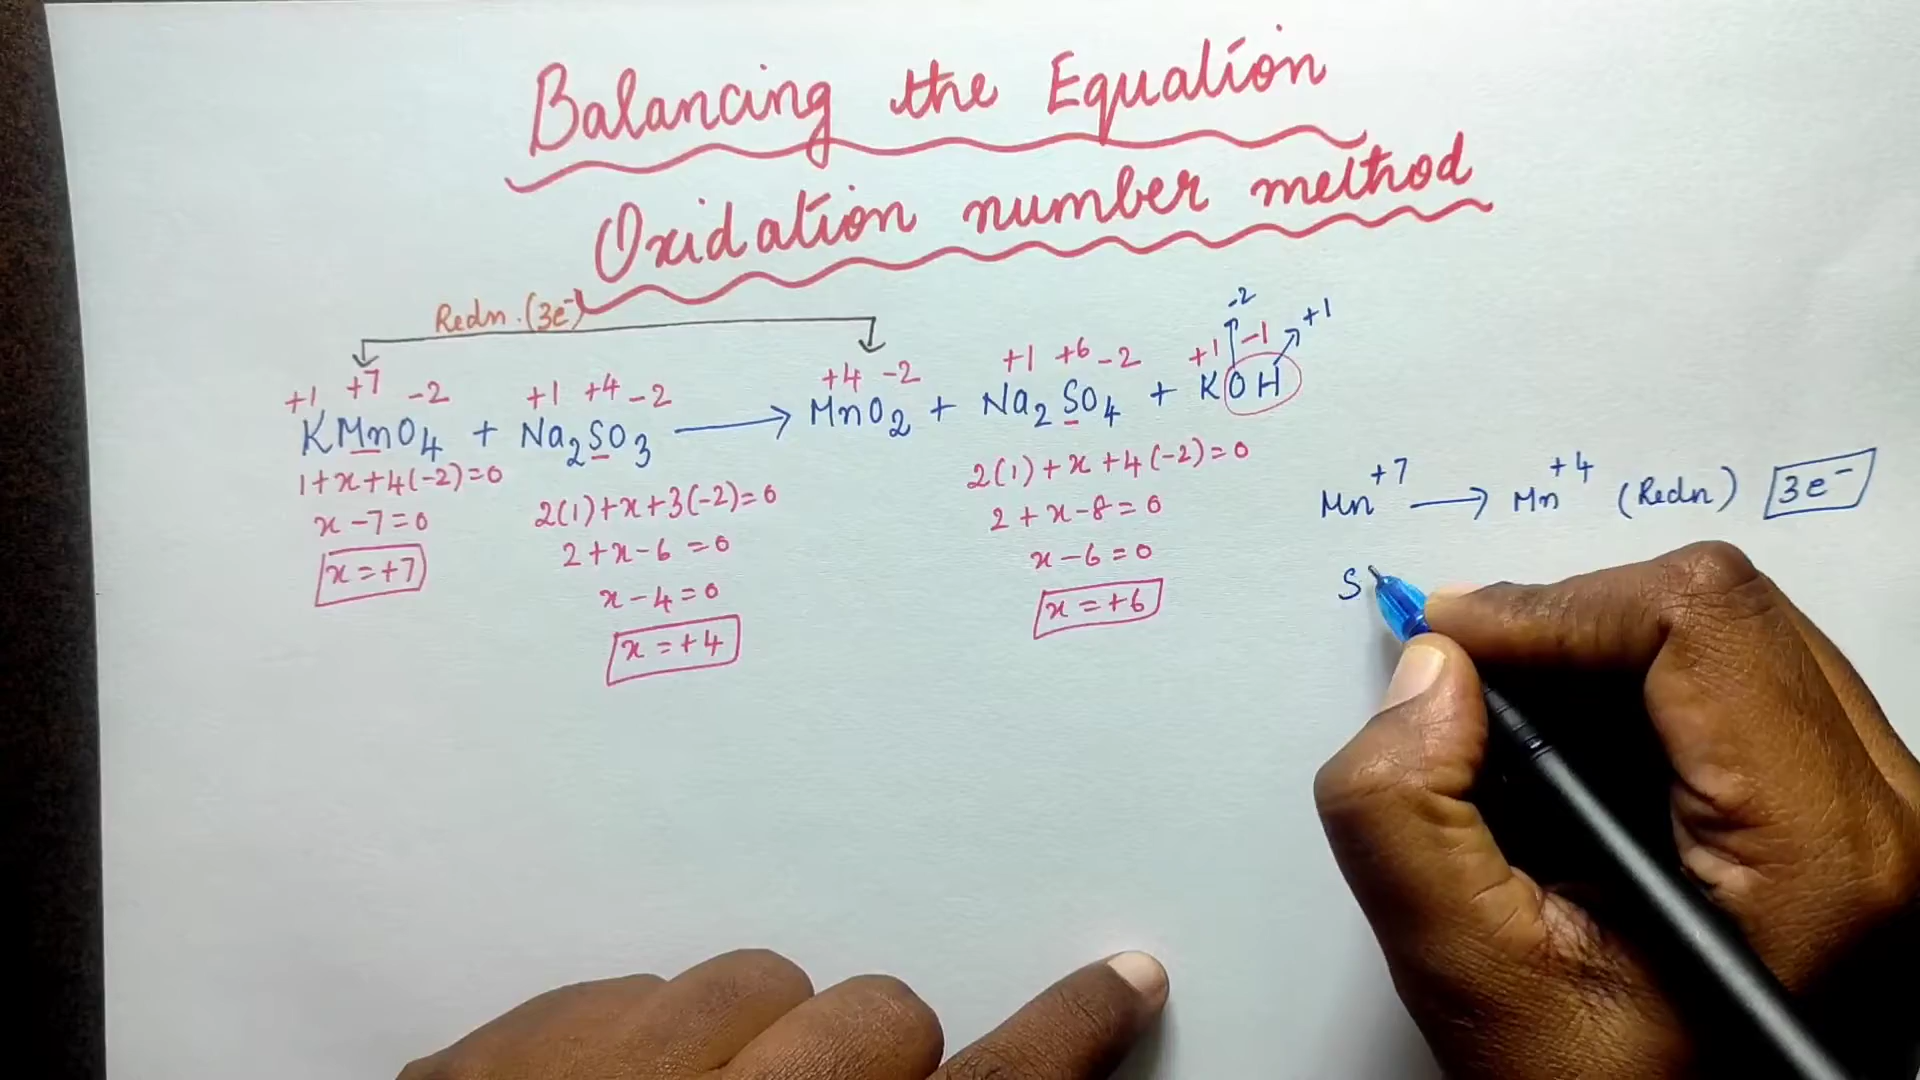 Balancing the Equation
Oxidation number method
Redn. (3e⁻)
-2
+1
+1 +7 -2 +1 +4 -2 +4 -2 +1 +6 -2 +1 -1
KMnO₄ + Na₂SO₃ ⟶ MnO₂ + Na₂SO₄ + KOH
1+x+4(-2)=0
x-7=0
x=+7
2(1)+x+3(-2)=0
2+x-6=0
x-4=0
x=+4
2(1)+x+4(-2)=0
2+x-8=0
x-6=0
x=+6
Mn⁺⁷ ⟶ Mn⁺⁴ (Redn) 3e⁻
S